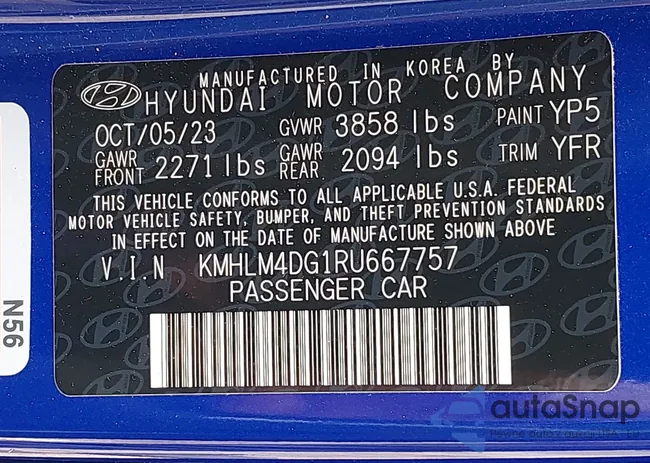 MANUFACTURED IN KOREA BY
HYUNDAI MOTOR COMPANY
OCT/05/23 GVWR 3858 lbs PAINT YP5
GAWR FRONT 2271 lbs GAWR REAR 2094 lbs TRIM YFR
THIS VEHICLE CONFORMS TO ALL APPLICABLE U.S.A. FEDERAL
MOTOR VEHICLE SAFETY, BUMPER, AND THEFT PREVENTION STANDARDS
IN EFFECT ON THE DATE OF MANUFACTURE SHOWN ABOVE
V.I.N KMHLM4DG1RU667757
PASSENGER CAR
N56
autaSnap